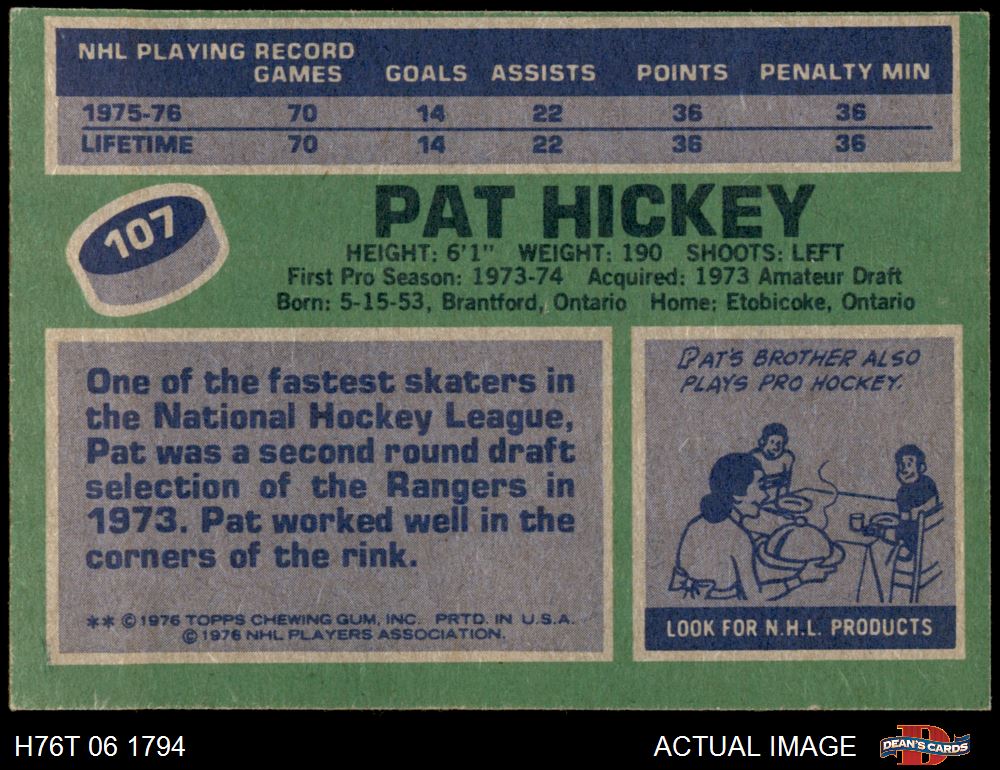 NHL PLAYING RECORD
GAMES GOALS ASSISTS POINTS PENALTY MIN
1975-76 70 14 22 36 36
LIFETIME 70 14 22 36 36
107
PAT HICKEY
HEIGHT: 6'1" WEIGHT: 190 SHOOTS: LEFT
First Pro Season: 1973-74 Acquired: 1973 Amateur Draft
Born: 5-15-53, Brantford, Ontario Home: Etobicoke, Ontario
One of the fastest skaters in
the National Hockey League,
Pat was a second round draft
selection of the Rangers in
1973. Pat worked well in the
corners of the rink.
** © 1976 TOPPS CHEWING GUM, INC. PRTD. IN U.S.A.
© 1976 NHL PLAYERS ASSOCIATION.
PAT'S BROTHER ALSO
PLAYS PRO HOCKEY.
LOOK FOR N.H.L. PRODUCTS
H76T 06 1794
ACTUAL IMAGE
D
DEAN'S CARDS